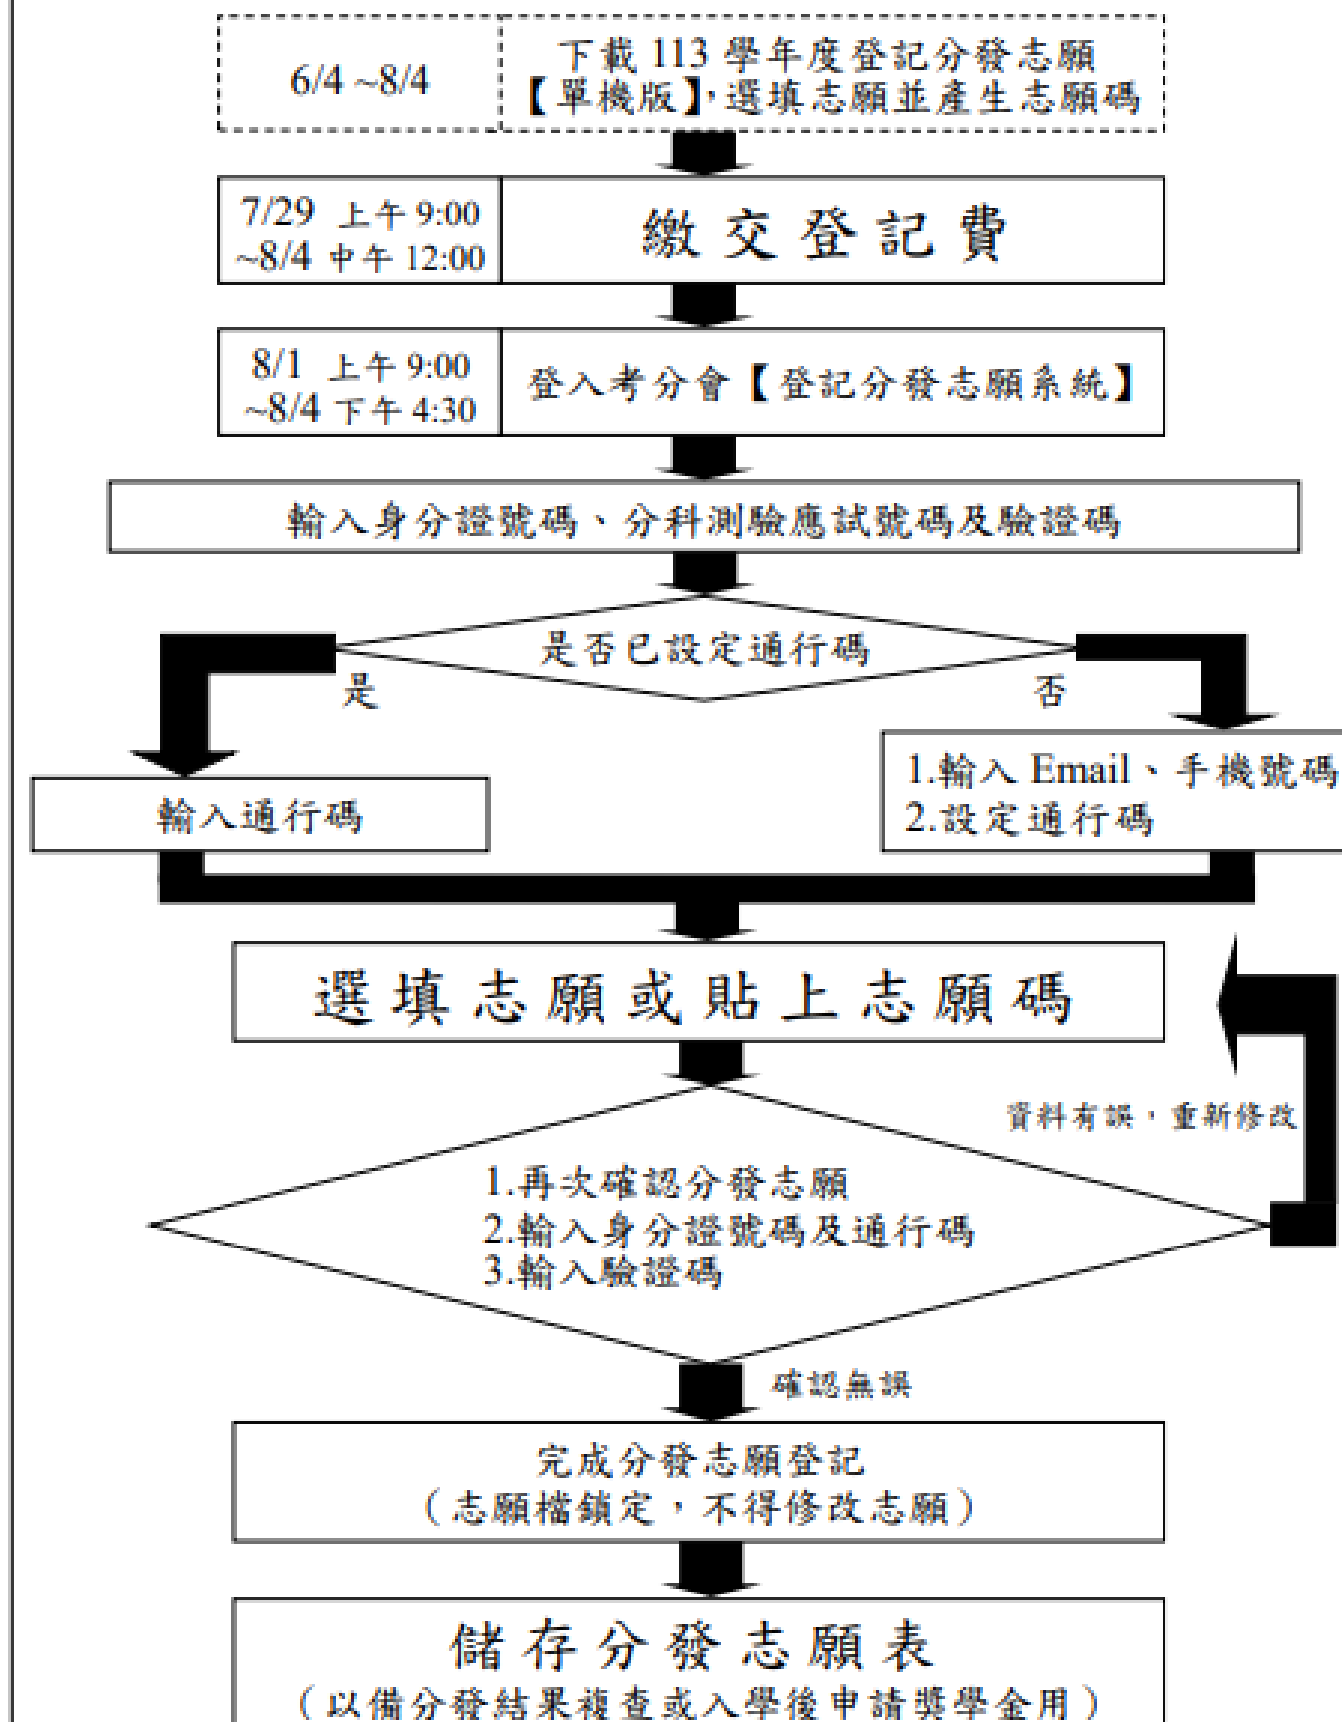 6/4 ~8/4
下載 113 學年度登記分發志願
【單機版】，選填志願並產生志願碼
7/29 上午 9:00
~8/4 中午 12:00
繳交登記費
8/1 上午 9:00
~8/4 下午 4:30
登入考分會【登記分發志願系統】
輸入身分證號碼、分科測驗應試號碼及驗證碼
是否已設定通行碼
是
否
輸入通行碼
1.輸入 Email、手機號碼
2.設定通行碼
選填志願或貼上志願碼
資料有誤，重新修改
1.再次確認分發志願
2.輸入身分證號碼及通行碼
3.輸入驗證碼
確認無誤
完成分發志願登記
（志願檔鎖定，不得修改志願）
儲存分發志願表
（以備分發結果複查或入學後申請獎學金用）